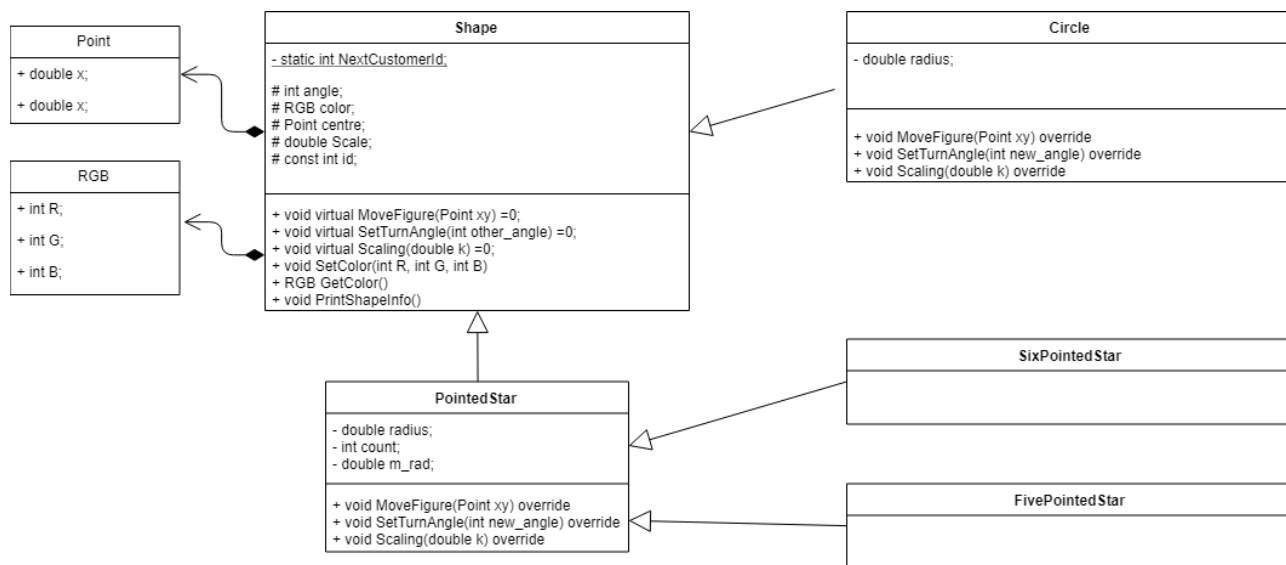 Point
+ double x;
+ double x;
RGB
+ int R;
+ int G;
+ int B;
Shape
- static int NextCustomerId;
# int angle;
# RGB color;
# Point centre;
# double Scale;
# const int id;
+ void virtual MoveFigure(Point xy) =0;
+ void virtual SetTurnAngle(int other_angle) =0;
+ void virtual Scaling(double k) =0;
+ void SetColor(int R, int G, int B)
+ RGB GetColor()
+ void PrintShapeInfo()
Circle
- double radius;
+ void MoveFigure(Point xy) override
+ void SetTurnAngle(int new_angle) override
+ void Scaling(double k) override
PointedStar
- double radius;
- int count;
- double m_rad;
+ void MoveFigure(Point xy) override
+ void SetTurnAngle(int new_angle) override
+ void Scaling(double k) override
SixPointedStar
FivePointedStar